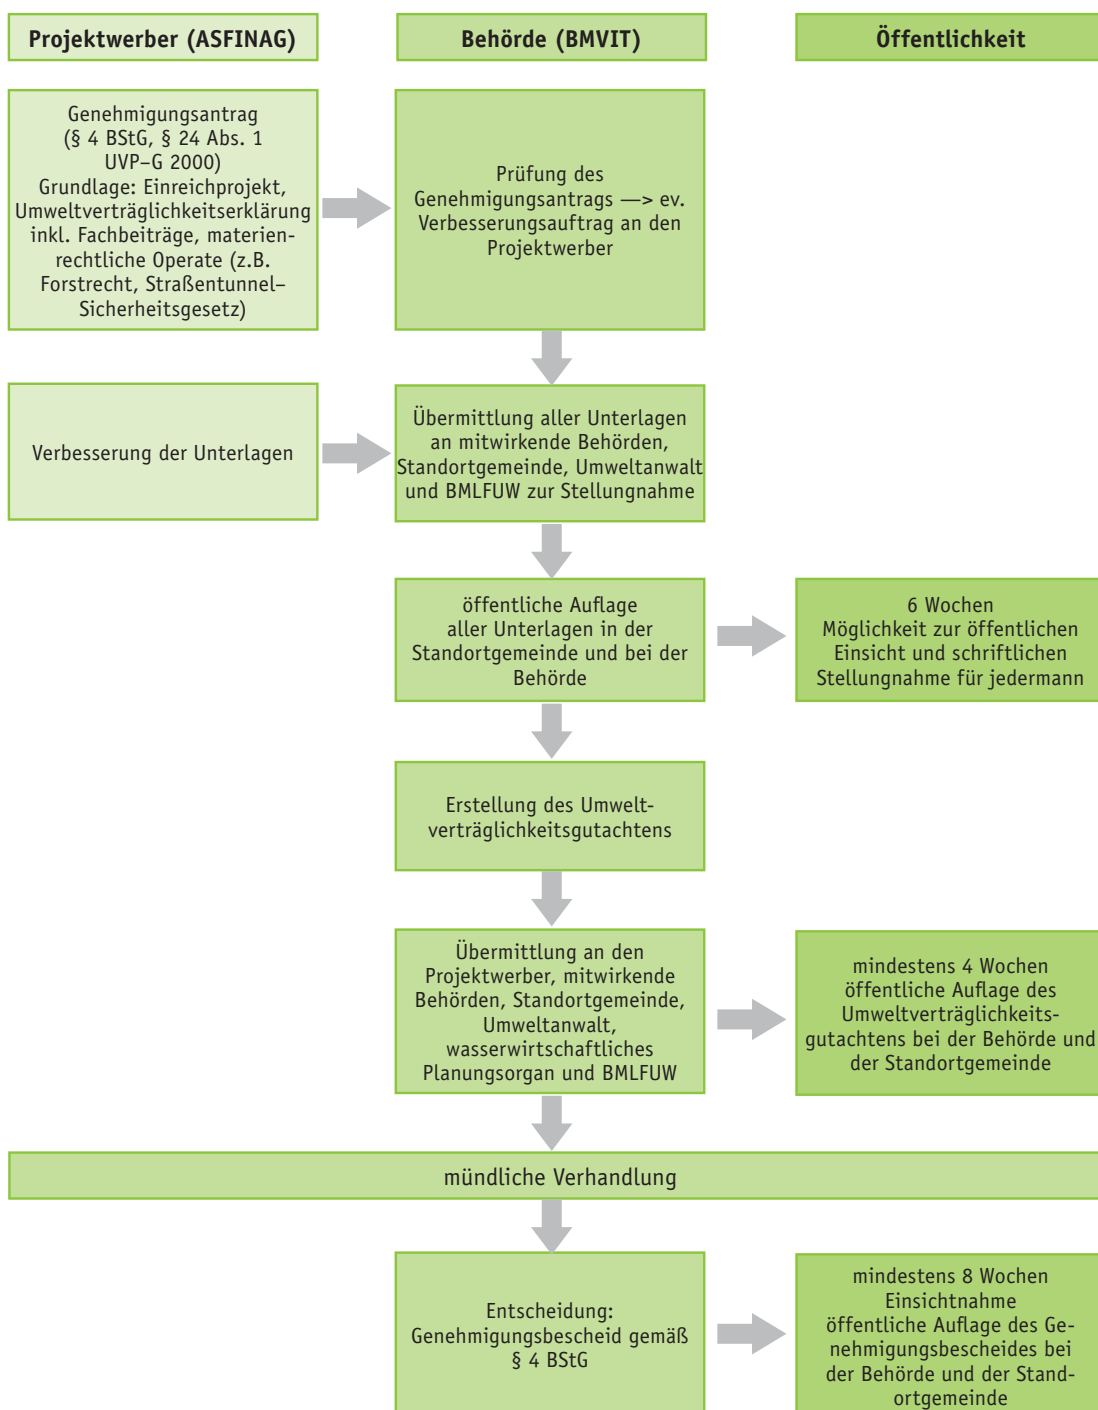 Projektwerber (ASFINAG)
Behörde (BMVIT)
Öffentlichkeit
Genehmigungsantrag
(§ 4 BStG, § 24 Abs. 1
UVP–G 2000)
Grundlage: Einreichprojekt,
Umweltverträglichkeitserklärung
inkl. Fachbeiträge, materien-
rechtliche Operate (z.B.
Forstrecht, Straßentunnel–
Sicherheitsgesetz)
Prüfung des
Genehmigungsantrags —> ev.
Verbesserungsauftrag an den
Projektwerber
Verbesserung der Unterlagen
Übermittlung aller Unterlagen
an mitwirkende Behörden,
Standortgemeinde, Umweltanwalt
und BMLFUW zur Stellungnahme
öffentliche Auflage
aller Unterlagen in der
Standortgemeinde und bei der
Behörde
6 Wochen
Möglichkeit zur öffentlichen
Einsicht und schriftlichen
Stellungnahme für jedermann
Erstellung des Umwelt-
verträglichkeitsgutachtens
Übermittlung an den
Projektwerber, mitwirkende
Behörden, Standortgemeinde,
Umweltanwalt,
wasserwirtschaftliches
Planungsorgan und BMLFUW
mindestens 4 Wochen
öffentliche Auflage des
Umweltverträglichkeits-
gutachtens bei der Behörde und
der Standortgemeinde
mündliche Verhandlung
Entscheidung:
Genehmigungsbescheid gemäß
§ 4 BStG
mindestens 8 Wochen
Einsichtnahme
öffentliche Auflage des Ge-
nehmigungsbescheides bei
der Behörde und der Stand-
ortgemeinde